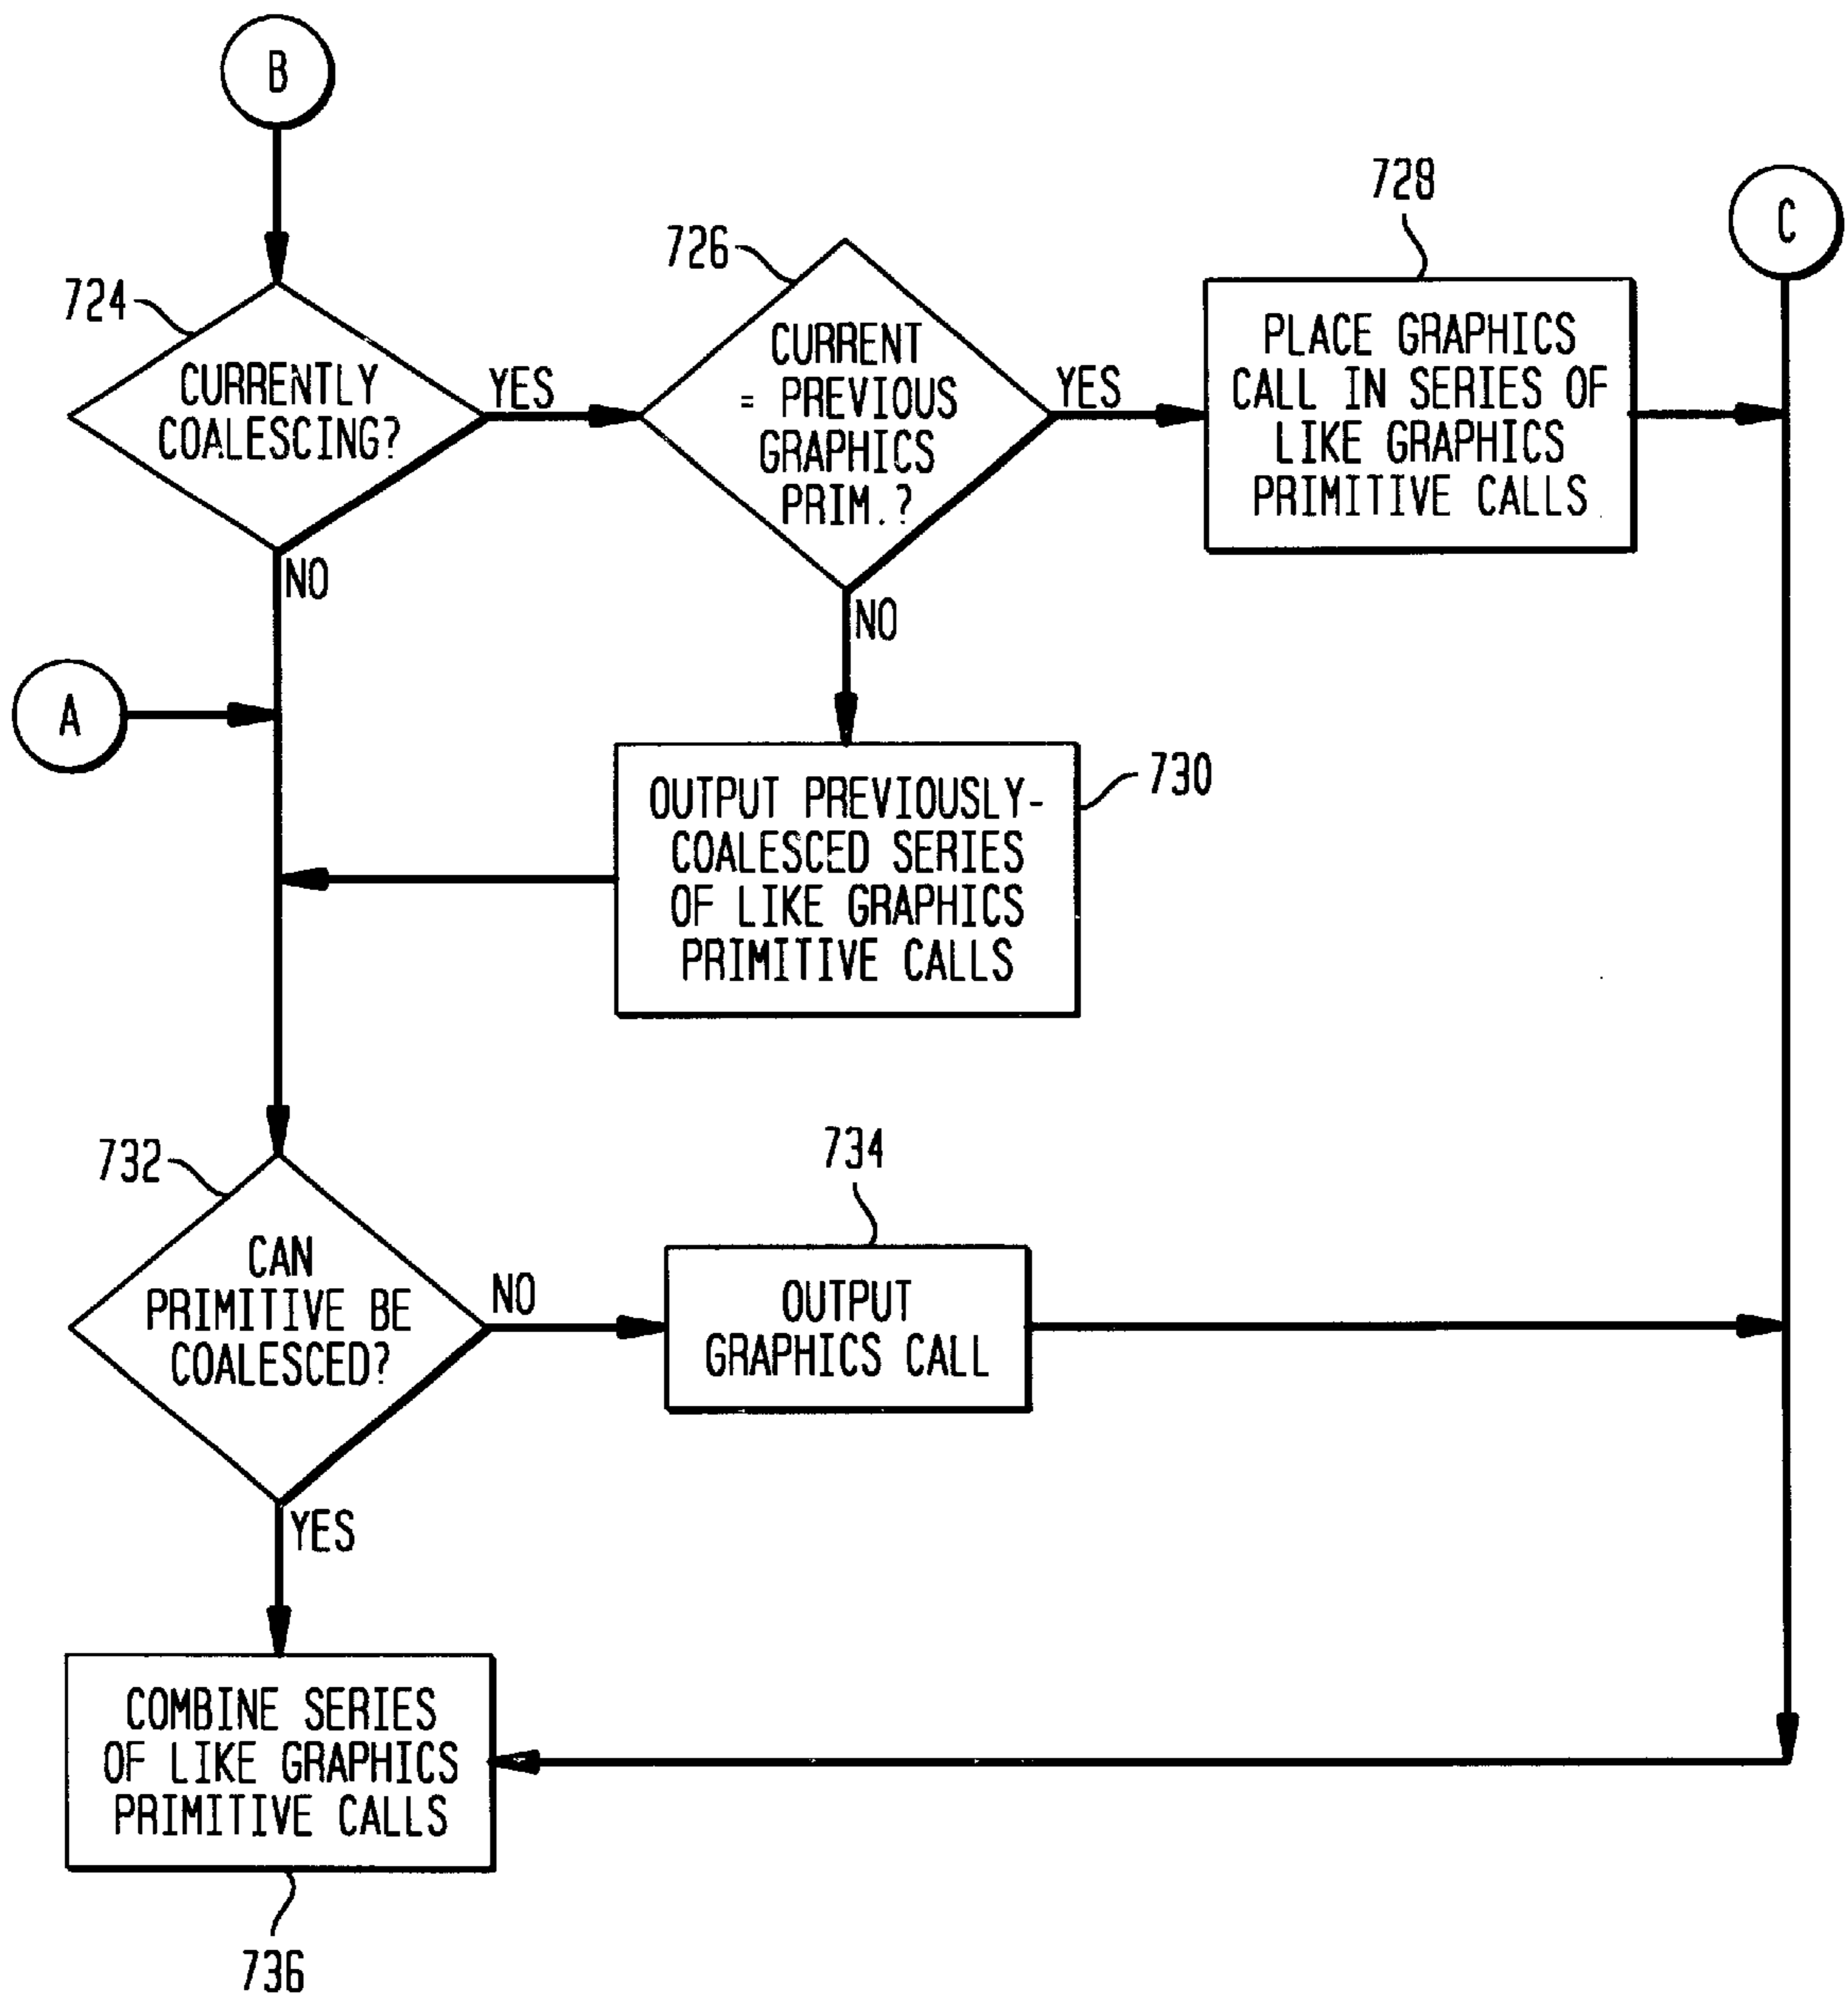 B
724
CURRENTLY
COALESCING?
YES
NO
726
CURRENT
= PREVIOUS
GRAPHICS
PRIM.?
YES
NO
728
PLACE GRAPHICS
CALL IN SERIES OF
LIKE GRAPHICS
PRIMITIVE CALLS
C
A
OUTPUT PREVIOUSLY-
COALESCED SERIES
OF LIKE GRAPHICS
PRIMITIVE CALLS
730
732
CAN
PRIMITIVE BE
COALESCED?
NO
YES
734
OUTPUT
GRAPHICS CALL
COMBINE SERIES
OF LIKE GRAPHICS
PRIMITIVE CALLS
736